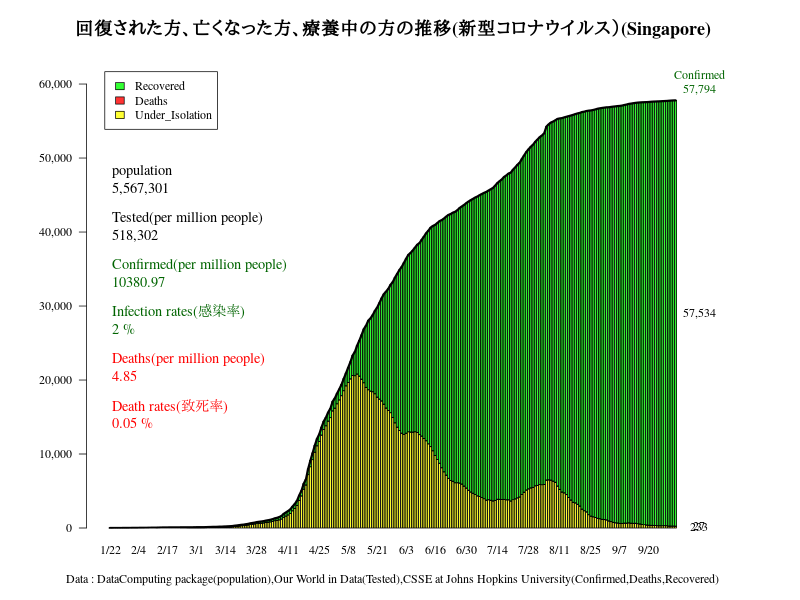 回復された方、亡くなった方、療養中の方の推移(新型コロナウイルス）(Singapore)
Confirmed
57,794
Recovered
Deaths
Under_Isolation
60,000
50,000
40,000
30,000
20,000
10,000
0
population
5,567,301
Tested(per million people)
518,302
Confirmed(per million people)
10380.97
Infection rates(感染率)
2 %
Deaths(per million people)
4.85
Death rates(致死率)
0.05 %
57,534
1/22 2/4 2/17 3/1 3/14 3/28 4/11 4/25 5/8 5/21 6/3 6/16 6/30 7/14 7/28 8/11 8/25 9/7 9/20
Data : DataComputing package(population),Our World in Data(Tested),CSSE at Johns Hopkins University(Confirmed,Deaths,Recovered)